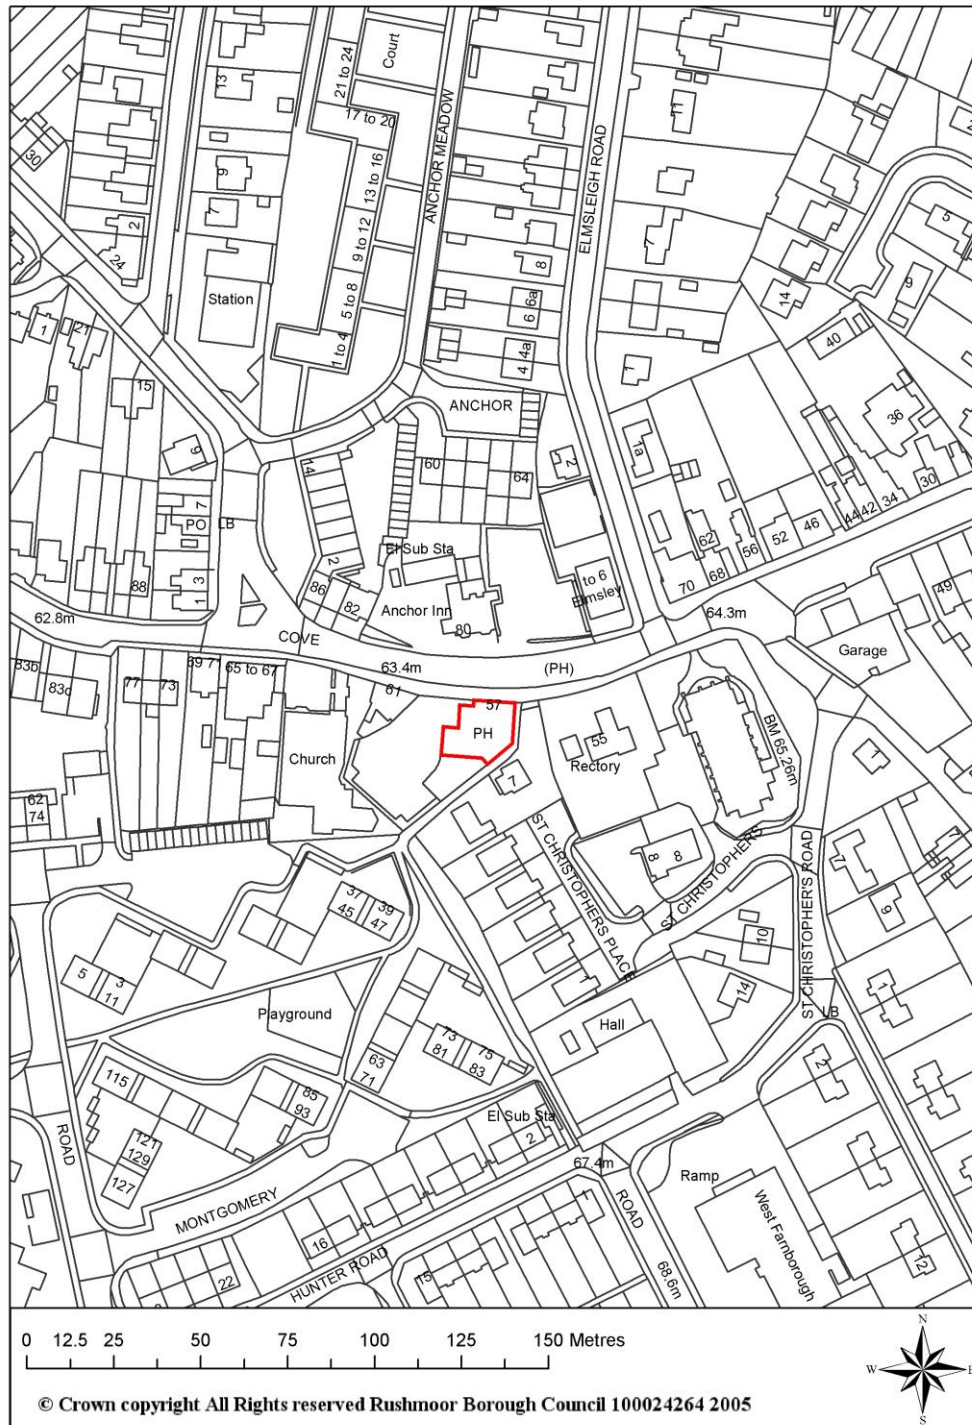 13
Court
21 to 24
17 to 20
ANCHOR MEADOW
ELMSLEIGH ROAD
11
30
9
13 to 16
2
7
9 to 12
7
5
24
8
9
Station
5 to 8
14
6 6a
1
21
1 to 4
4 4a
40
1
15
ANCHOR
36
1a
9
14
60
2
64
30
7
PO
LB
34
42
44
46
52
El Sub Sta
62
56
88
3
2
to 6
68
49
1
86
82
Anchor Inn
Elmsley
70
62.8m
80
64.3m
COVE
63.4m
(PH)
Garage
83b
69 71
65 to 67
83c
77
73
61
57
PH
55
BM 65.26m
Church
Rectory
1
7
62
74
ST CHRISTOPHERS PLACE
8
8
ST CHRISTOPHERS
ST CHRISTOPHER'S ROAD
7
7
37
39
45
47
9
10
5
3
11
1
14
1
Playground
Hall
LB
73
75
81
83
63
71
2
115
85
93
El Sub Sta
2
ROAD
121
129
67.4m
127
Ramp
MONTGOMERY
ROAD
West Farnborough
16
1
22
HUNTER ROAD
15
68.6m
12
0 12.5 25 50 75 100 125 150 Metres
N
W
E
S
© Crown copyright All Rights reserved Rushmoor Borough Council 100024264 2005